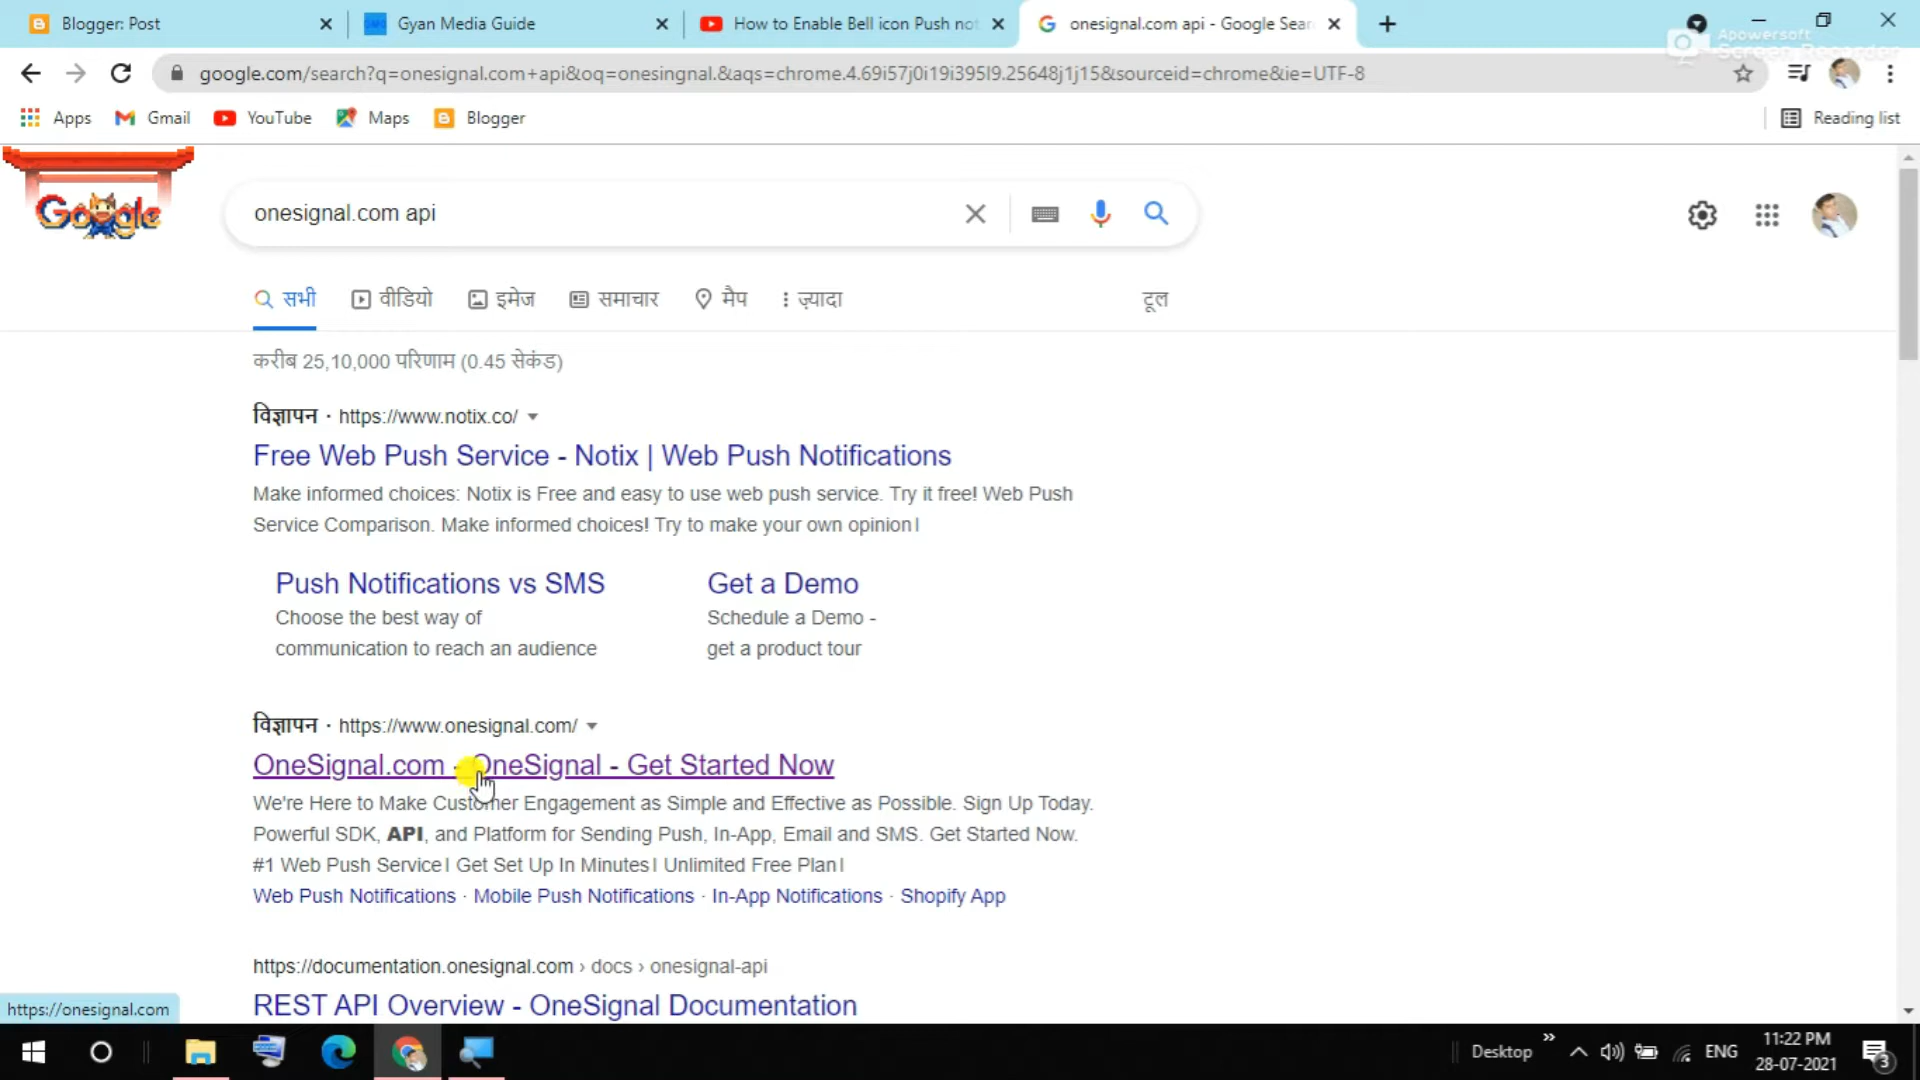 Blogger: Post
Gyan Media Guide
How to Enable Bell icon Push not
onesignal.com api - Google Sear
Apowersoft
Screen Recorder
google.com/search?q=onesignal.com+api&oq=onesingnal.&aqs=chrome.4.69i57j0i19i395l9.25648j1j15&sourceid=chrome&ie=UTF-8
Apps
Gmail
YouTube
Maps
Blogger
Reading list
Google
onesignal.com api
सभी
वीडियो
इमेज
समाचार
मैप
ज़्यादा
टूल
करीब 25,10,000 परिणाम (0.45 सेकंड)
विज्ञापन · https://www.notix.co/
Free Web Push Service - Notix | Web Push Notifications
Make informed choices: Notix is Free and easy to use web push service. Try it free! Web Push
Service Comparison. Make informed choices! Try to make your own opinion!
Push Notifications vs SMS
Choose the best way of
communication to reach an audience
Get a Demo
Schedule a Demo -
get a product tour
विज्ञापन · https://www.onesignal.com/
OneSignal.com - OneSignal - Get Started Now
We're Here to Make Customer Engagement as Simple and Effective as Possible. Sign Up Today.
Powerful SDK, API, and Platform for Sending Push, In-App, Email and SMS. Get Started Now.
#1 Web Push Service! Get Set Up In Minutes! Unlimited Free Plan!
Web Push Notifications · Mobile Push Notifications · In-App Notifications · Shopify App
https://documentation.onesignal.com › docs › onesignal-api
REST API Overview - OneSignal Documentation
https://onesignal.com
Desktop
ENG
11:22 PM
28-07-2021
3